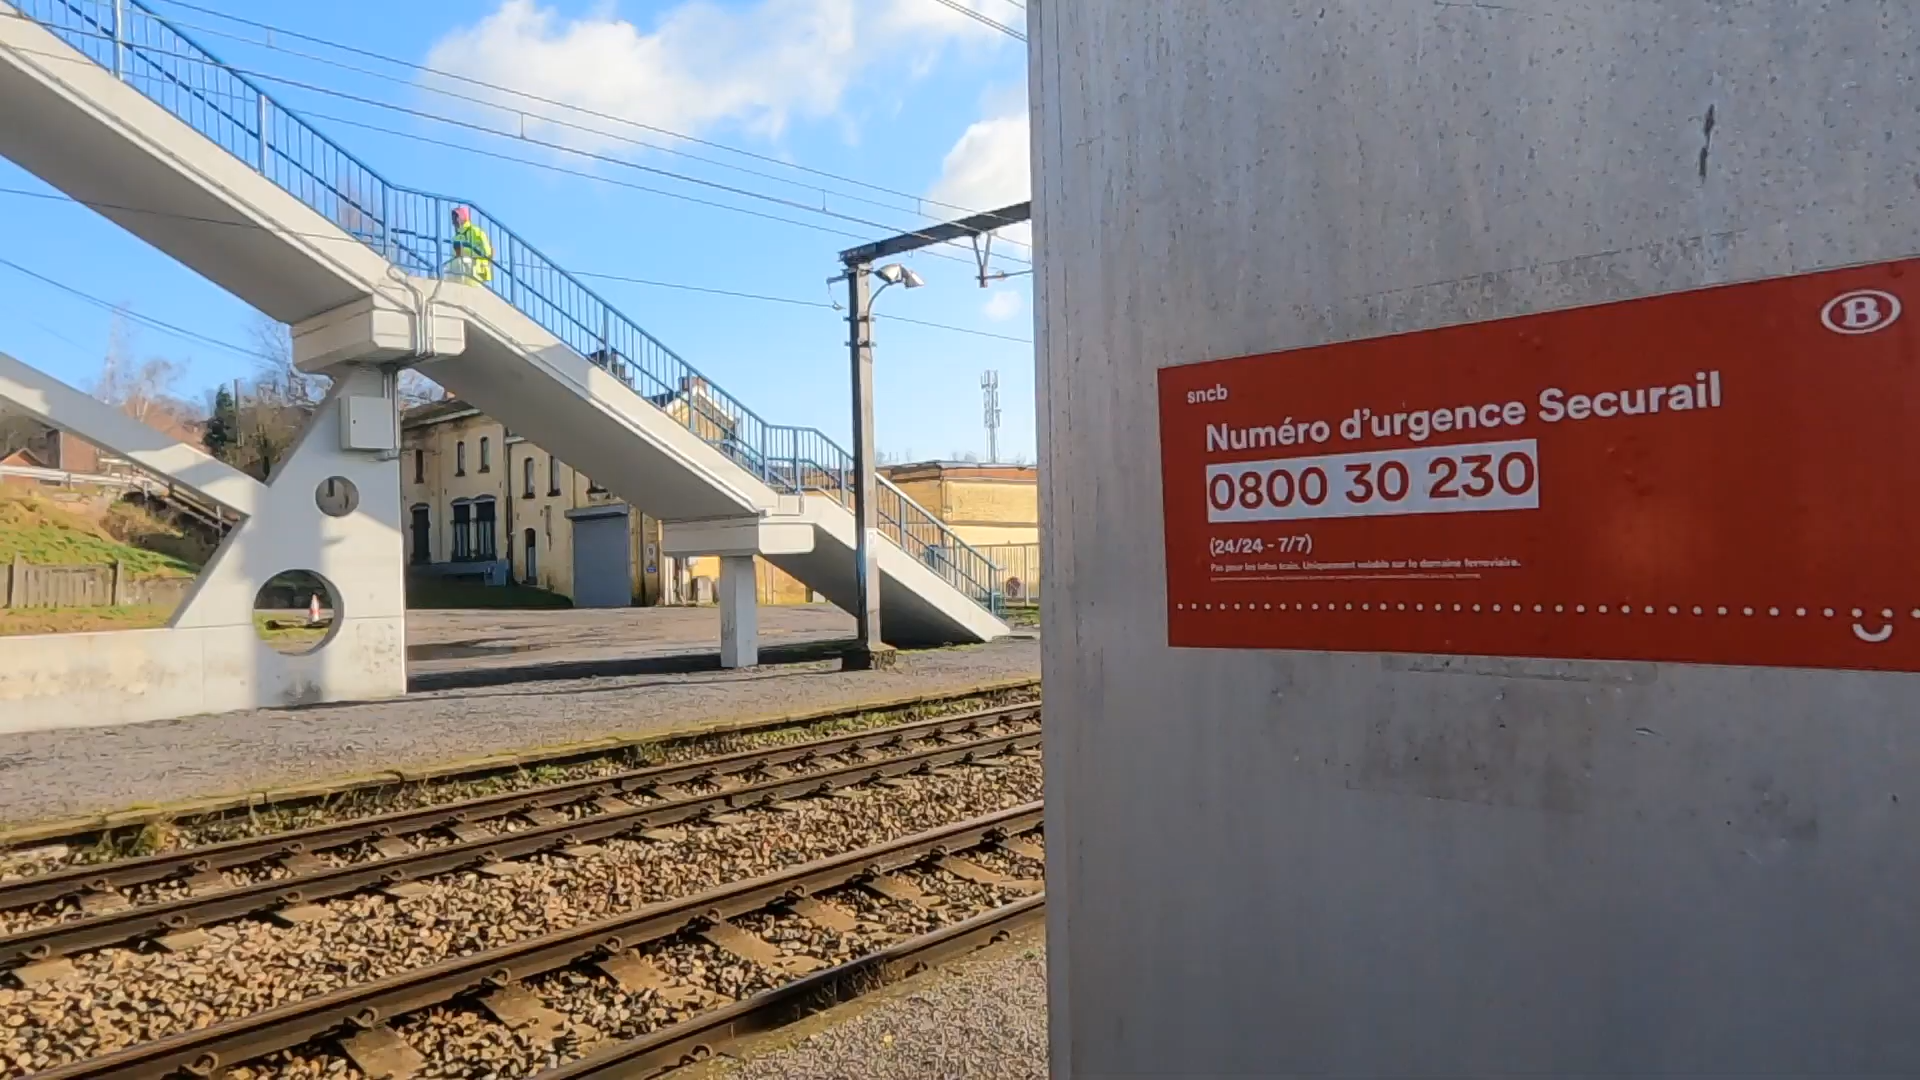 B
sncb
Numéro d'urgence Securail
0800 30 230
(24/24 - 7/7)
Pas pour les infos train. Uniquement valable sur le domaine ferroviaire.